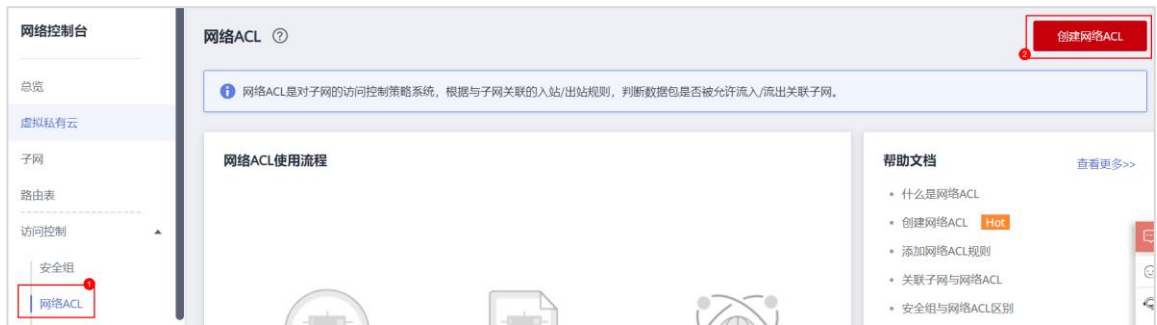 网络控制台
总览
虚拟私有云
子网
路由表
访问控制
安全组
1
网络ACL
网络ACL ?
2
创建网络ACL
网络ACL是对子网的访问控制策略系统，根据与子网关联的入站/出站规则，判断数据包是否被允许流入/流出关联子网。
网络ACL使用流程
帮助文档
查看更多>>
• 什么是网络ACL
• 创建网络ACL Hot
• 添加网络ACL规则
• 关联子网与网络ACL
• 安全组与网络ACL区别